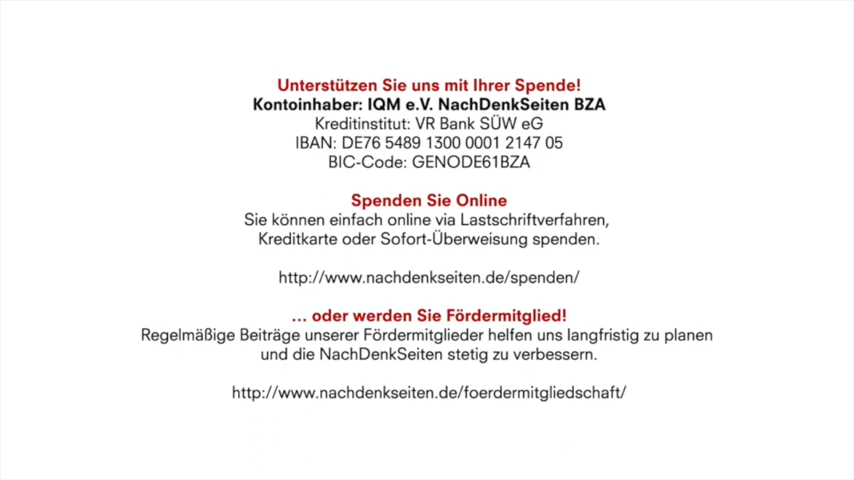 Unterstützen Sie uns mit Ihrer Spende!
Kontoinhaber: IQM e.V. NachDenkSeiten BZA
Kreditinstitut: VR Bank SÜW eG
IBAN: DE76 5489 1300 0001 2147 05
BIC-Code: GENODE61BZA
Spenden Sie Online
Sie können einfach online via Lastschriftverfahren,
Kreditkarte oder Sofort-Überweisung spenden.
http://www.nachdenkseiten.de/spenden/
... oder werden Sie Fördermitglied!
Regelmäßige Beiträge unserer Fördermitglieder helfen uns langfristig zu planen
und die NachDenkSeiten stetig zu verbessern.
http://www.nachdenkseiten.de/foerdermitgliedschaft/